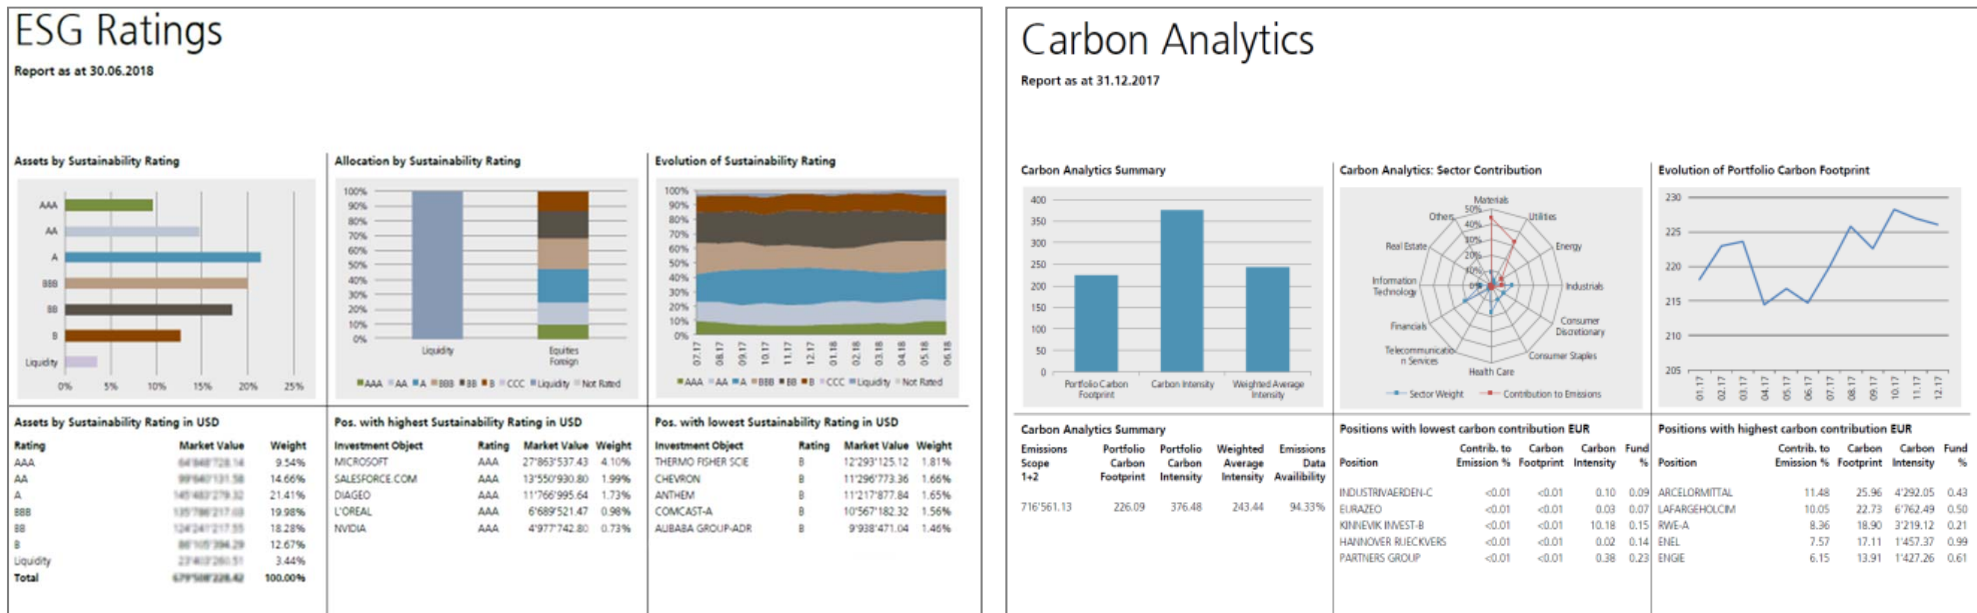 ESG Ratings
Report as at 30.06.2018
Assets by Sustainability Rating
AAA
AA
A
BBB
BB
B
Liquidity
0% 5% 10% 15% 20% 25%
Allocation by Sustainability Rating
100%
90%
80%
70%
60%
50%
40%
30%
20%
10%
0%
Liquidity Equities Foreign
AAA AA A BBB BB B CCC Liquidity Not Rated
Evolution of Sustainability Rating
100%
90%
80%
70%
60%
50%
40%
30%
20%
10%
0%
07.17 08.17 09.17 10.17 11.17 12.17 01.18 02.18 03.18 04.18 05.18 06.18
AAA AA A BBB BB B CCC Liquidity Not Rated
Assets by Sustainability Rating in USD
Rating Market Value Weight
AAA 9.54%
AA 14.66%
A 21.41%
BBB 19.98%
BB 18.28%
B 12.67%
Liquidity 3.44%
Total 100.00%
Pos. with highest Sustainability Rating in USD
Investment Object Rating Market Value Weight
MICROSOFT AAA 27'863'537.43 4.10%
SALESFORCE.COM AAA 13'550'930.80 1.99%
DIAGEO AAA 11'766'995.64 1.73%
L'OREAL AAA 6'689'521.47 0.98%
NVIDIA AAA 4'977'742.80 0.73%
Pos. with lowest Sustainability Rating in USD
Investment Object Rating Market Value Weight
THERMO FISHER SCIE B 12'293'125.12 1.81%
CHEVRON B 11'296'773.36 1.66%
ANTHEM B 11'217'877.84 1.65%
COMCAST-A B 10'567'182.32 1.56%
ALIBABA GROUP-ADR B 9'938'471.04 1.46%
Carbon Analytics
Report as at 31.12.2017
Carbon Analytics Summary
400
350
300
250
200
150
100
50
0
Portfolio Carbon Footprint Carbon Intensity Weighted Average Intensity
Carbon Analytics: Sector Contribution
Materials
50%
40%
30%
20%
10%
0%
Utilities
Energy
Industrials
Consumer Discretionary
Consumer Staples
Health Care
Telecommunicatio
n Services
Financials
Information Technology
Real Estate
Others
Sector Weight Contribution to Emissions
Evolution of Portfolio Carbon Footprint
230
225
220
215
210
205
01.17 02.17 03.17 04.17 05.17 06.17 07.17 08.17 09.17 10.17 11.17 12.17
Carbon Analytics Summary
Emissions Portfolio Portfolio Weighted Emissions
Scope Carbon Carbon Average Data
1+2 Footprint Intensity Intensity Availibility
716'561.13 226.09 376.48 243.44 94.33%
Positions with lowest carbon contribution EUR
Contrib. to Carbon Carbon Fund
Position Emission % Footprint Intensity %
INDUSTRIVAERDEN-C <0.01 <0.01 0.10 0.09
EURAZEO <0.01 <0.01 0.03 0.07
KINNEVIK INVEST-B <0.01 <0.01 10.18 0.15
HANNOVER RUECKVERS <0.01 <0.01 0.02 0.14
PARTNERS GROUP <0.01 <0.01 0.38 0.23
Positions with highest carbon contribution EUR
Contrib. to Carbon Carbon Fund
Position Emission % Footprint Intensity %
ARCELORMITTAL 11.48 25.96 4'292.05 0.43
LAFARGEHOLCIM 10.05 22.73 6'762.49 0.50
RWE-A 8.36 18.90 3'219.12 0.21
ENEL 7.57 17.11 1'457.37 0.99
ENGIE 6.15 13.91 1'427.26 0.61